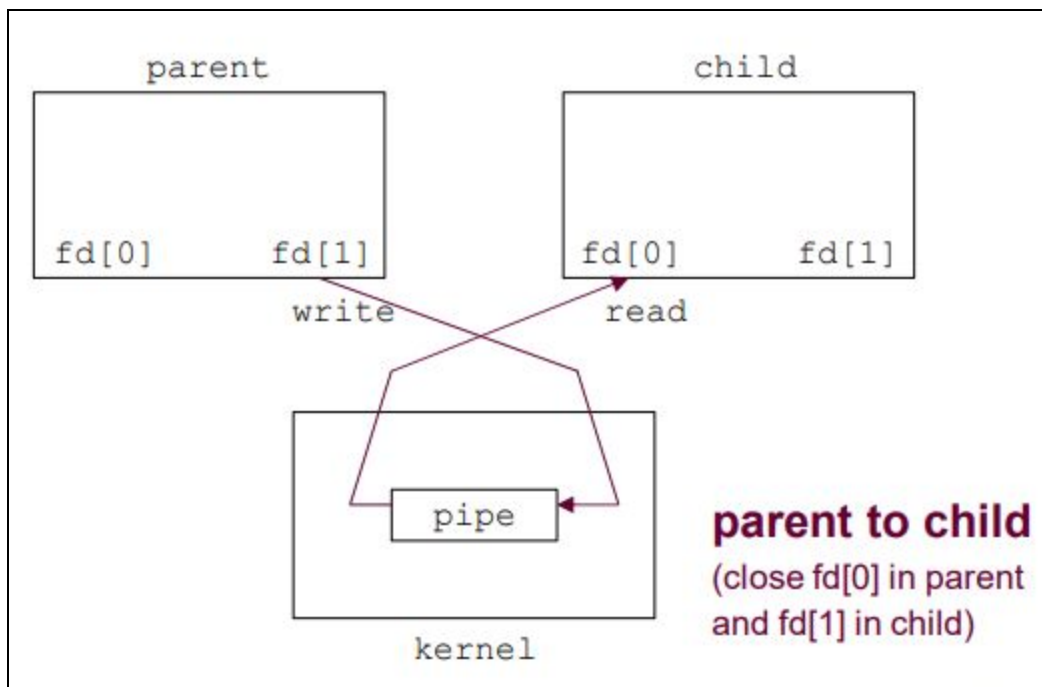 parent child
fd[0] fd[1] fd[0] fd[1]
write read
pipe
parent to child
(close fd[0] in parent
and fd[1] in child)
kernel